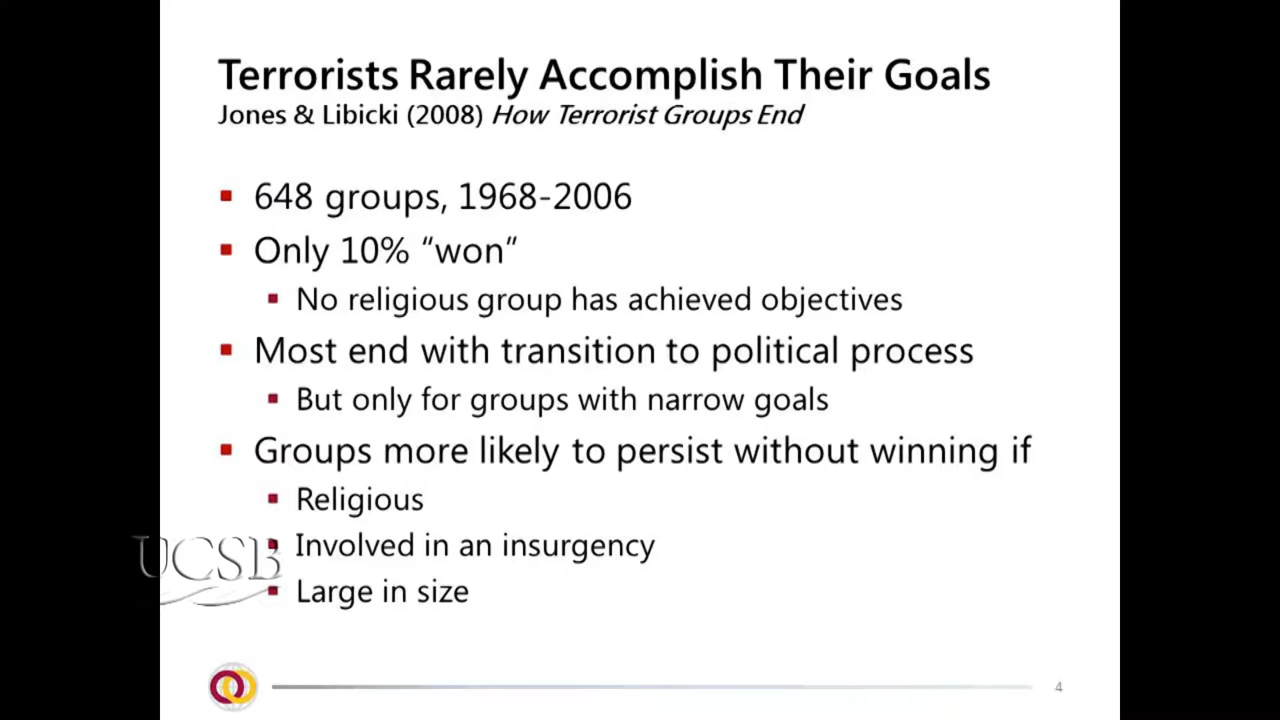 Terrorists Rarely Accomplish Their Goals
Jones & Libicki (2008) How Terrorist Groups End
648 groups, 1968-2006
Only 10% “won”
No religious group has achieved objectives
Most end with transition to political process
But only for groups with narrow goals
Groups more likely to persist without winning if
Religious
Involved in an insurgency
Large in size
UCSB
4